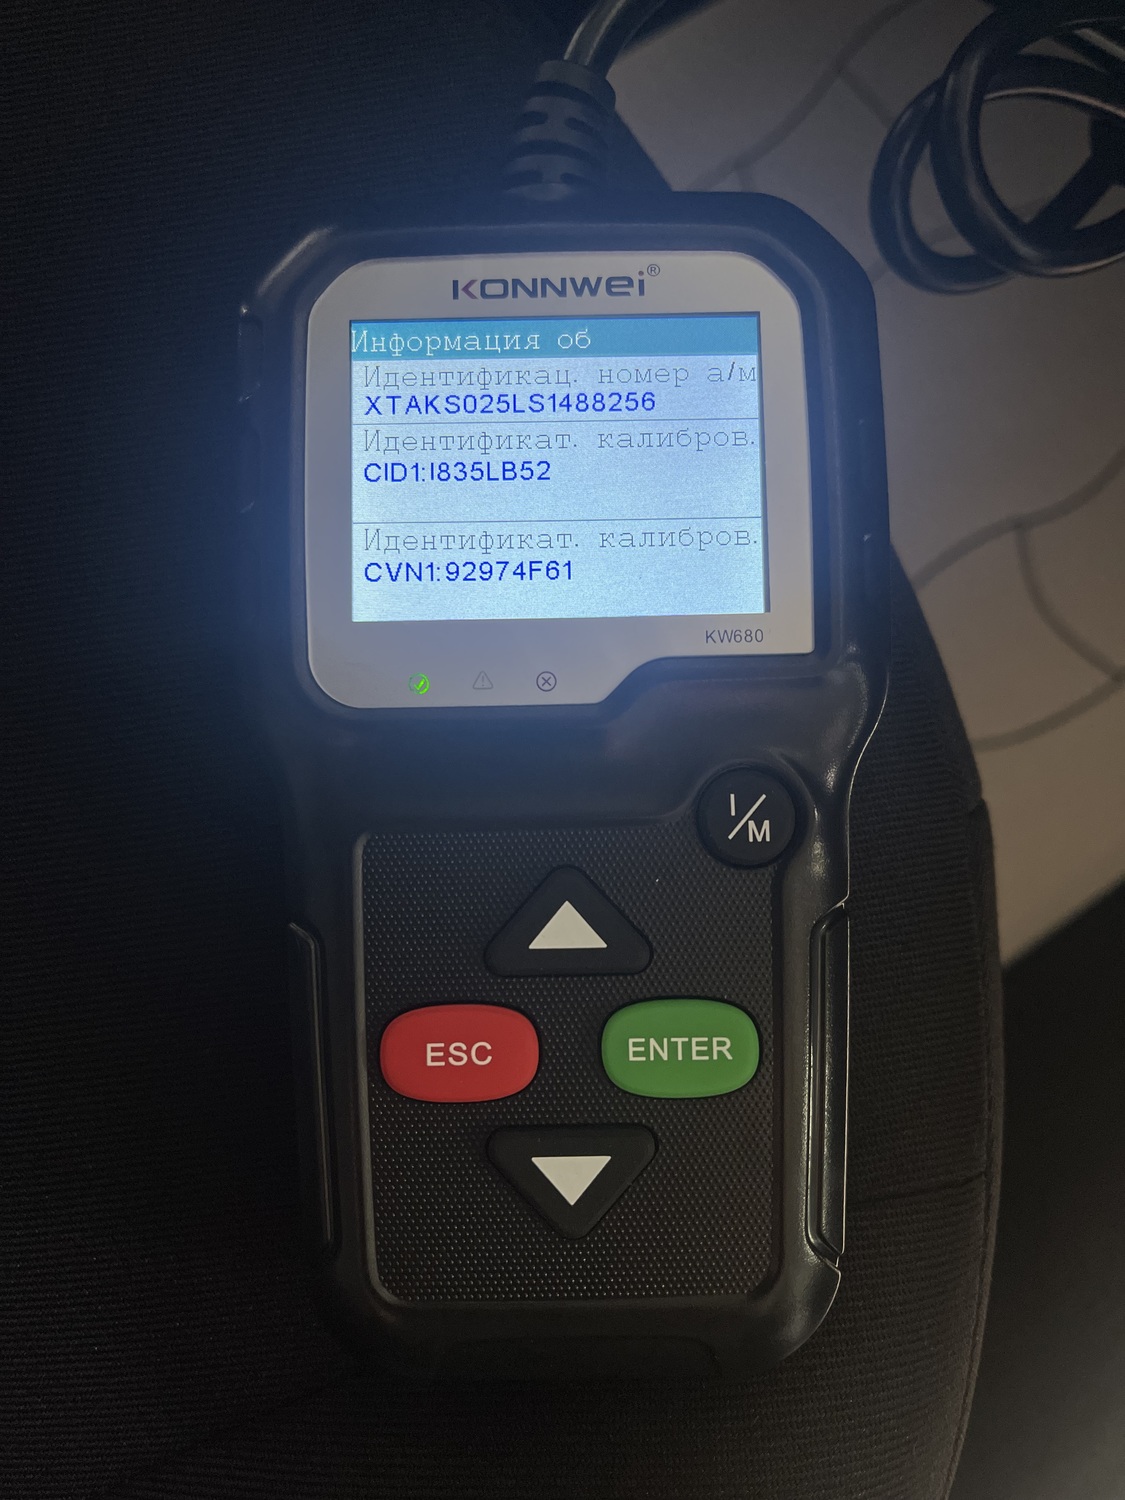 KONNWEI®
Информация об
Идентификац. номер а/м
XTAKS025LS1488256
Идентификат. калибров.
CID1:I835LB52
Идентификат. калибров.
CVN1:92974F61
KW680
I/M
ESC
ENTER